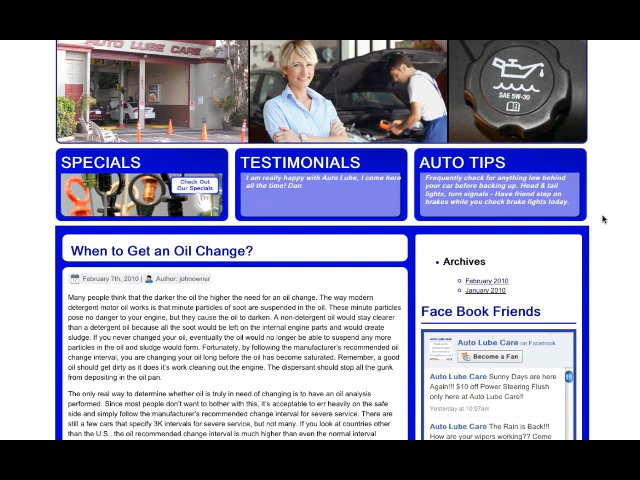 AUTO LUBE CARE
SAE 5W-30
SPECIALS
Check Out
Our Specials
TESTIMONIALS
I am really happy with Auto Lube, I come here
all the time! Dan
AUTO TIPS
Frequently check for anything low behind
your car before backing up. Head & tail
lights, turn signals - Have friend step on
brakes while you check brake lights today.
When to Get an Oil Change?
February 7th, 2010 | Author: johnowner
Many people think that the darker the oil the higher the need for an oil change. The way modern
detergent motor oil works is that minute particles of soot are suspended in the oil. These minute particles
pose no danger to your engine, but they cause the oil to darken. A non-detergent oil would stay clearer
than a detergent oil because all the soot would be left on the internal engine parts and would create
sludge. If you never changed your oil, eventually the oil would no longer be able to suspend any more
particles in the oil and sludge would form. Fortunately, by following the manufacturer's recommended oil
change interval, you are changing your oil long before the oil has become saturated. Remember, a good
oil should get dirty as it does it's work cleaning out the engine. The dispersant should stop all the gunk
from depositing in the oil pan.
The only real way to determine whether oil is truly in need of changing is to have an oil analysis
performed. Since most people don't want to bother with this, it's acceptable to err heavily on the safe
side and simply follow the manufacturer's recommended change interval for severe service. There are
still a few cars that specify 3K intervals for severe service, but not many. If you look at countries other
than the U.S., the oil recommended change interval is much higher than even the normal interval
Archives
February 2010
January 2010
Face Book Friends
Auto Lube Care on Facebook
Become a Fan
Auto Lube Care Sunny Days are here
Again!!! $10 off Power Steering Flush
only here at Auto Lube Care!!
Yesterday at 10:07am
Auto Lube Care The Rain is Back!!!
How are your wipers working?? Come